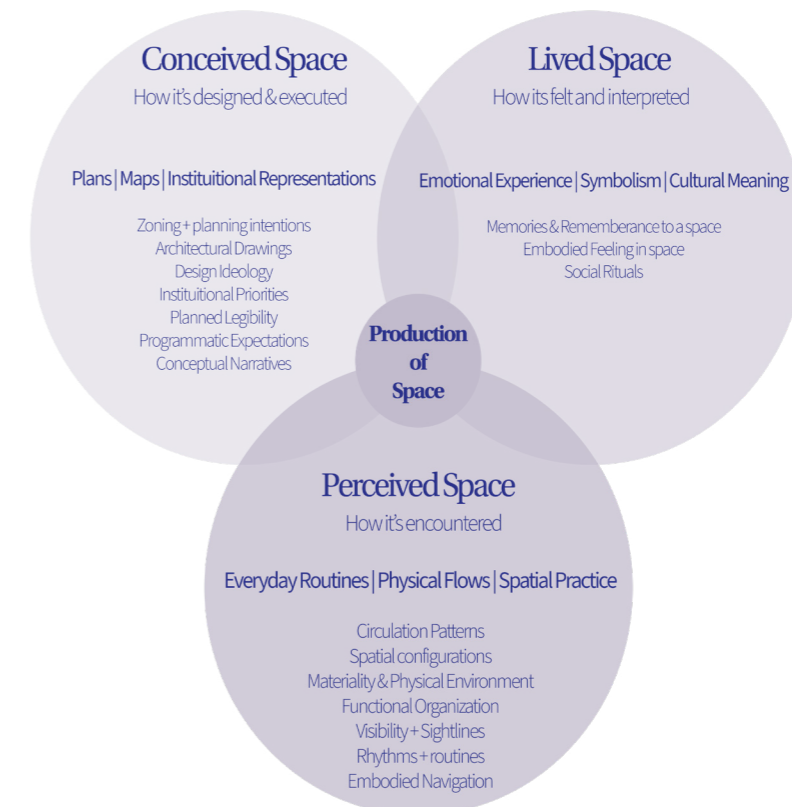 Conceived Space
How it's designed & executed
Plans | Maps | Instituitional Representations
Zoning + planning intentions
Architectural Drawings
Design Ideology
Instituitional Priorities
Planned Legibility
Programmatic Expectations
Conceptual Narratives
Lived Space
How its felt and interpreted
Emotional Experience | Symbolism | Cultural Meaning
Memories & Rememberance to a space
Embodied Feeling in space
Social Rituals
Production
of
Space
Perceived Space
How it's encountered
Everyday Routines | Physical Flows | Spatial Practice
Circulation Patterns
Spatial configurations
Materiality & Physical Environment
Functional Organization
Visibility + Sightlines
Rhythms + routines
Embodied Navigation